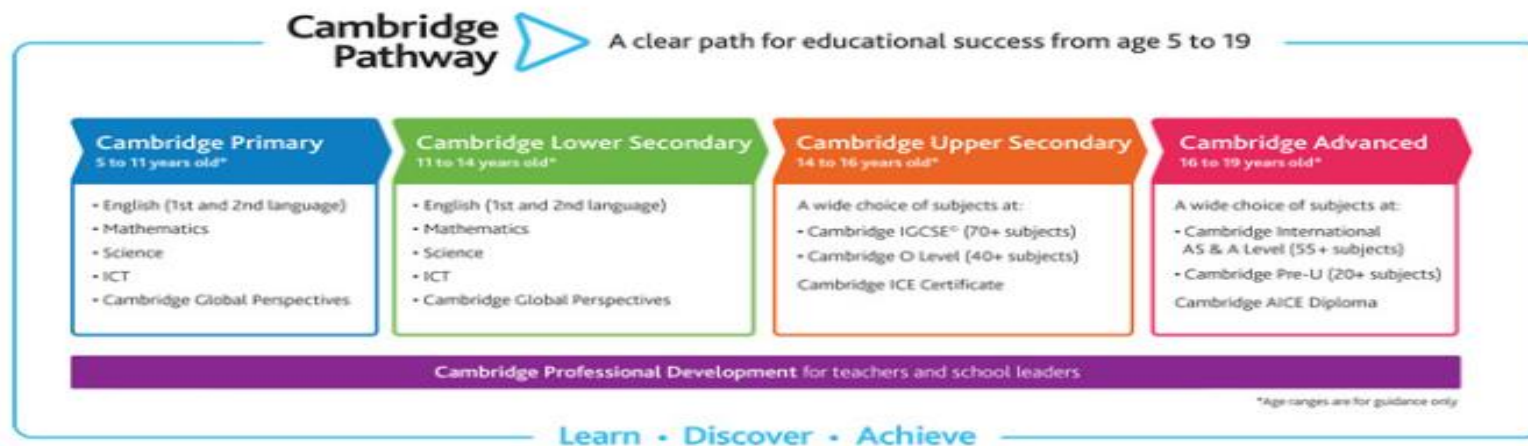 Cambridge
Pathway
A clear path for educational success from age 5 to 19
Cambridge Primary
5 to 11 years old*
• English (1st and 2nd language)
• Mathematics
• Science
• ICT
• Cambridge Global Perspectives
Cambridge Lower Secondary
11 to 14 years old*
• English (1st and 2nd language)
• Mathematics
• Science
• ICT
• Cambridge Global Perspectives
Cambridge Upper Secondary
14 to 16 years old*
A wide choice of subjects at:
• Cambridge IGCSE© (70+ subjects)
• Cambridge O Level (40+ subjects)
Cambridge ICE Certificate
Cambridge Advanced
16 to 19 years old*
A wide choice of subjects at:
• Cambridge International
AS & A Level (55+ subjects)
• Cambridge Pre-U (20+ subjects)
Cambridge AICE Diploma
Cambridge Professional Development for teachers and school leaders
*Age ranges are for guidance only
Learn • Discover • Achieve